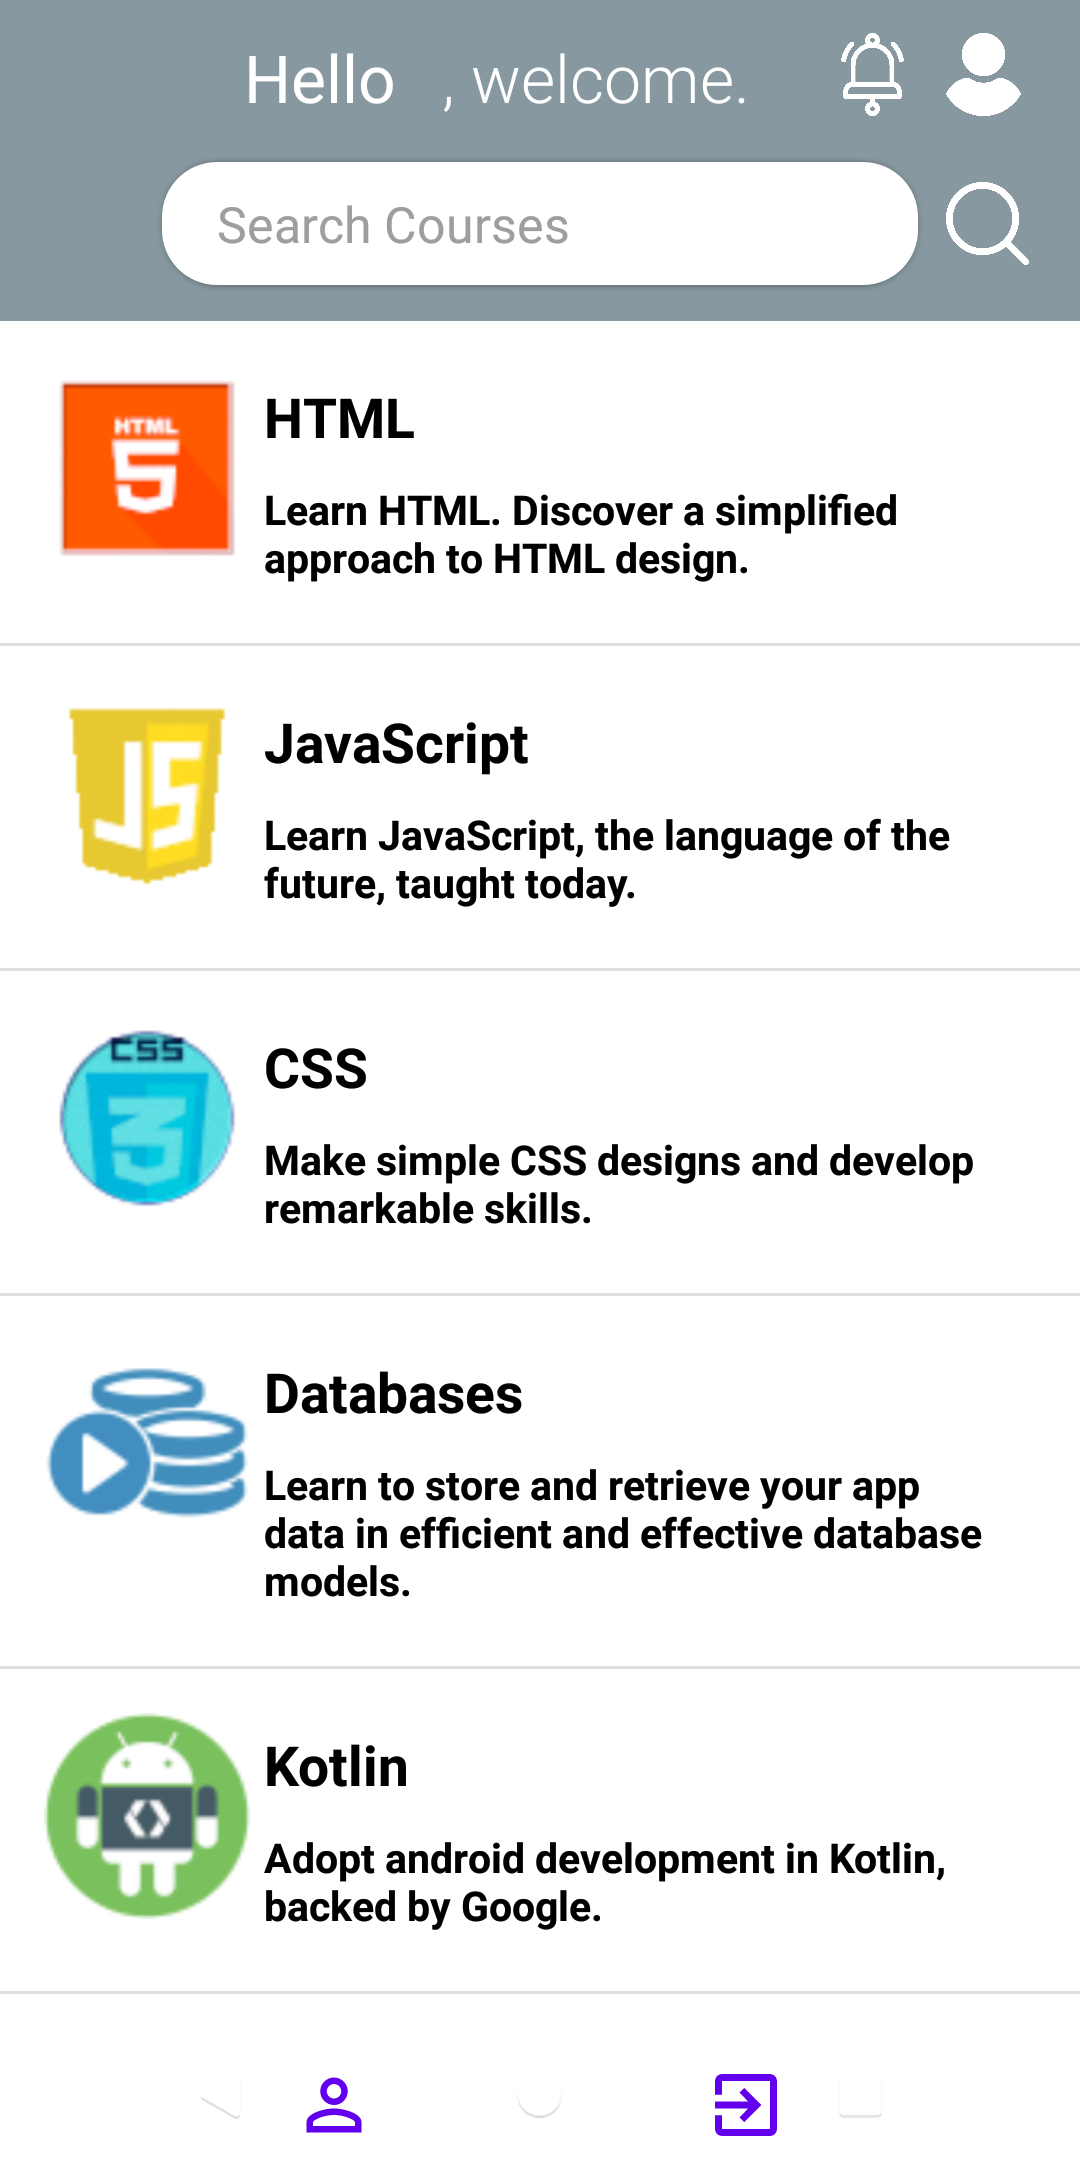 Hello , welcome.
Search Courses
HTML
5
HTML
Learn HTML. Discover a simplified
approach to HTML design.
JS
JavaScript
Learn JavaScript, the language of the
future, taught today.
CSS
3
CSS
Make simple CSS designs and develop
remarkable skills.
Databases
Learn to store and retrieve your app
data in efficient and effective database
models.
Kotlin
Adopt android development in Kotlin,
backed by Google.